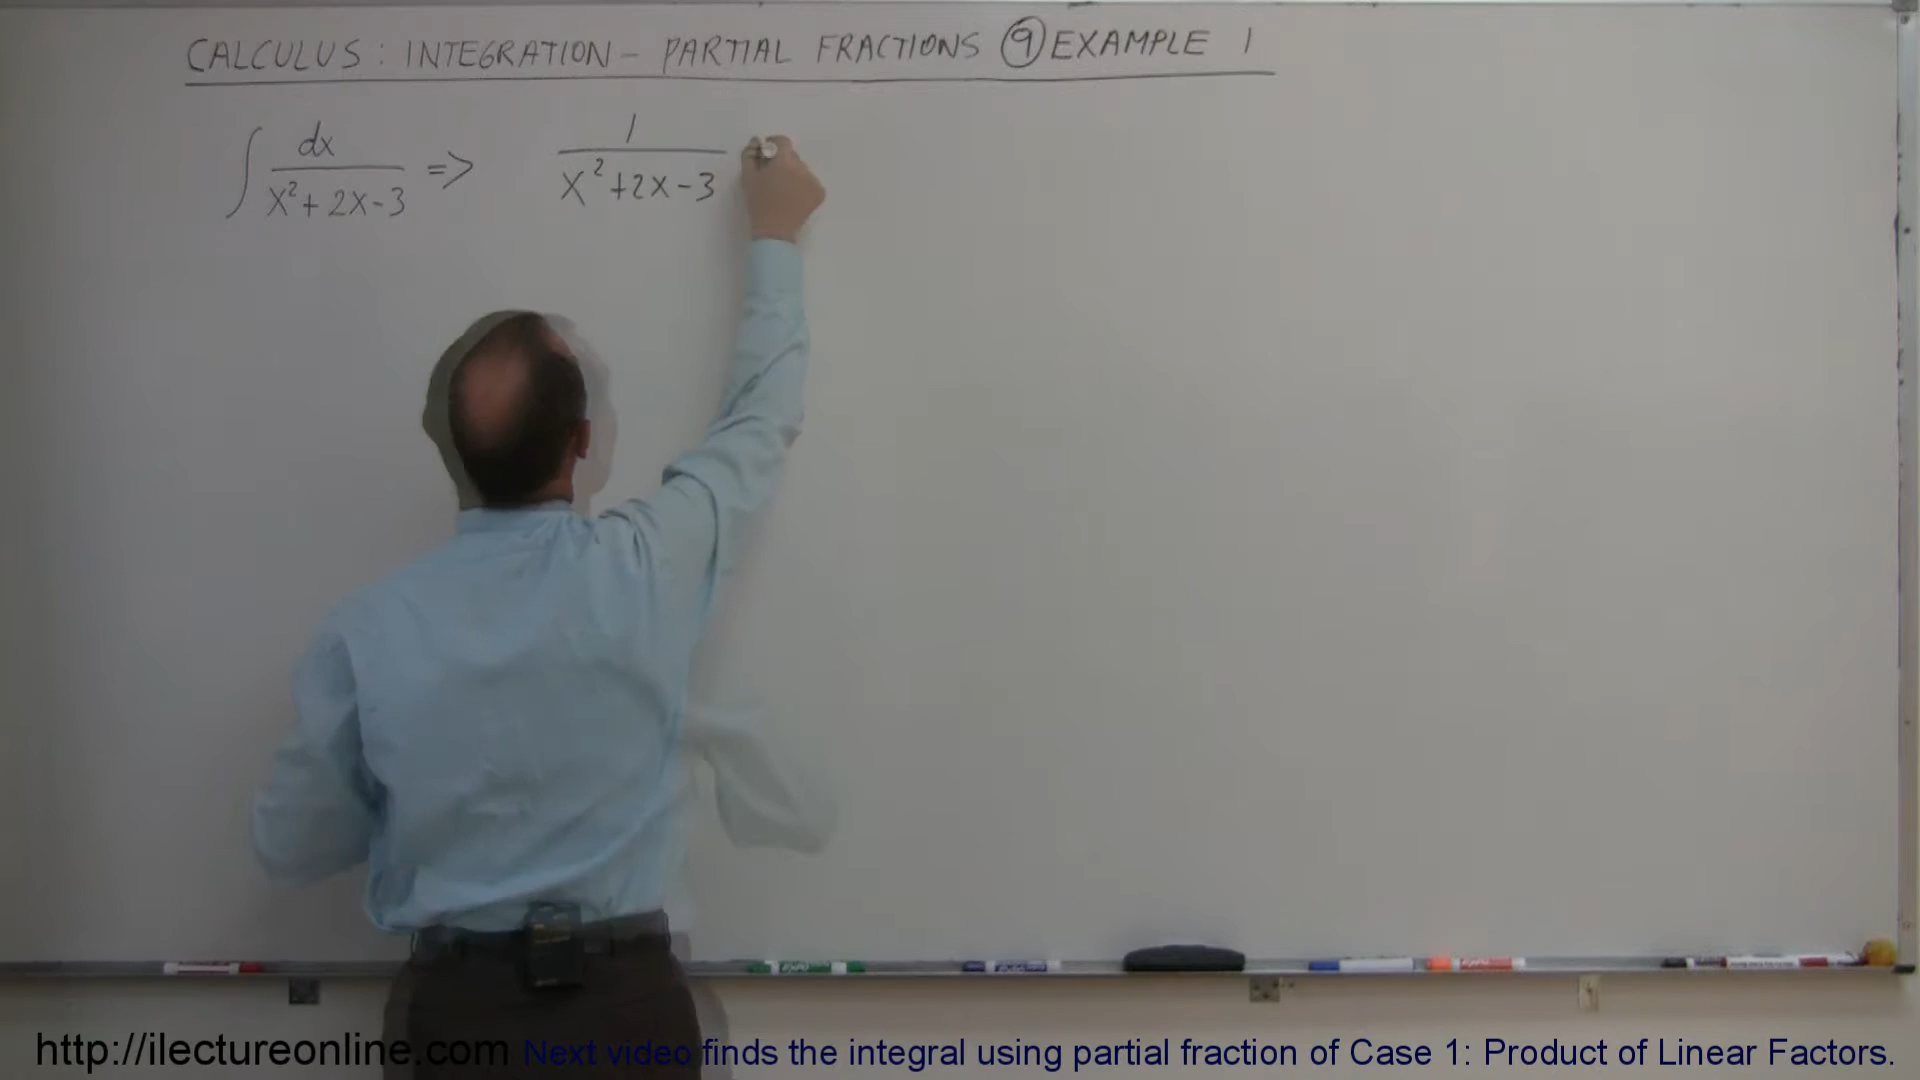 CALCULUS: INTEGRATION – PARTIAL FRACTIONS ⑨ EXAMPLE 1
∫ dx / (x² + 2x - 3) => 1 / (x² + 2x - 3) =
http://ilectureonline.com Next video finds the integral using partial fraction of Case 1: Product of Linear Factors.